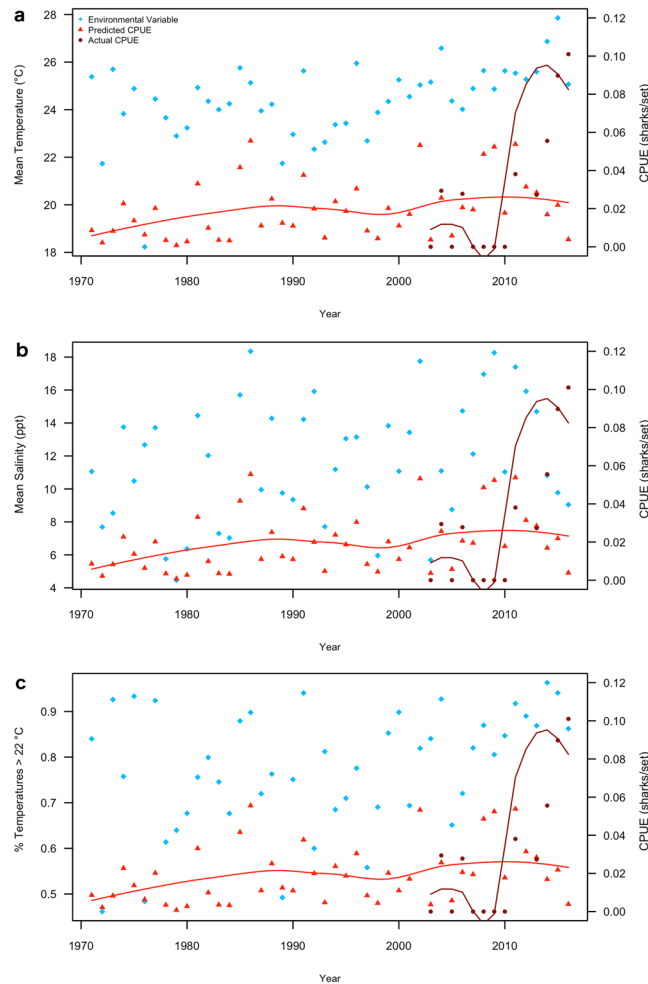 a
Environmental Variable
Predicted CPUE
Actual CPUE
28
26
24
22
20
18
Mean Temperature (°C)
0.12
0.10
0.08
0.06
0.04
0.02
0.00
CPUE (sharks/set)
1970 1980 1990 2000 2010
Year
b
18
16
14
12
10
8
6
4
Mean Salinity (ppt)
0.12
0.10
0.08
0.06
0.04
0.02
0.00
CPUE (sharks/set)
1970 1980 1990 2000 2010
Year
c
0.9
0.8
0.7
0.6
0.5
% Temperatures > 22 °C
0.12
0.10
0.08
0.06
0.04
0.02
0.00
CPUE (sharks/set)
1970 1980 1990 2000 2010
Year